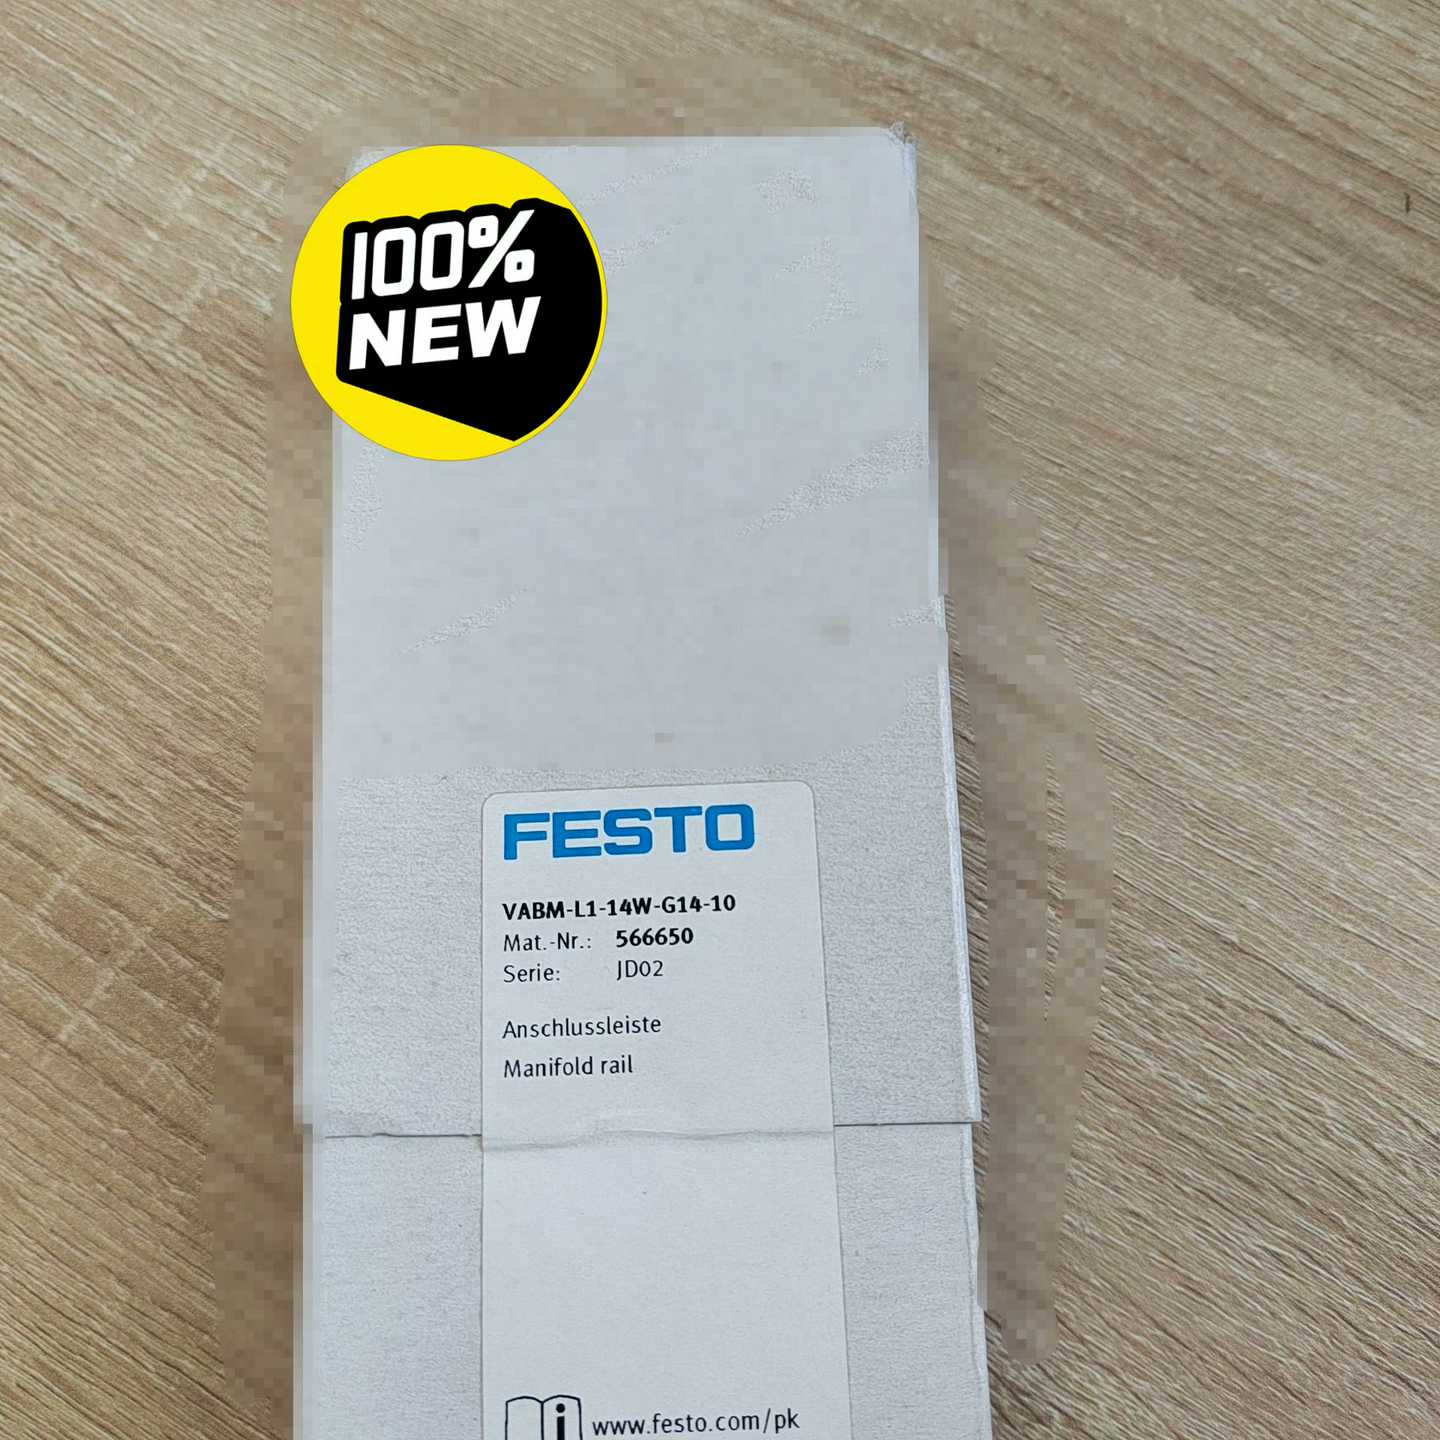 100%
NEW
FESTO
VABM-L1-14W-G14-10
Mat.-Nr.: 566650
Serie: JD02
Anschlussleiste
Manifold rail
i www.festo.com/pk